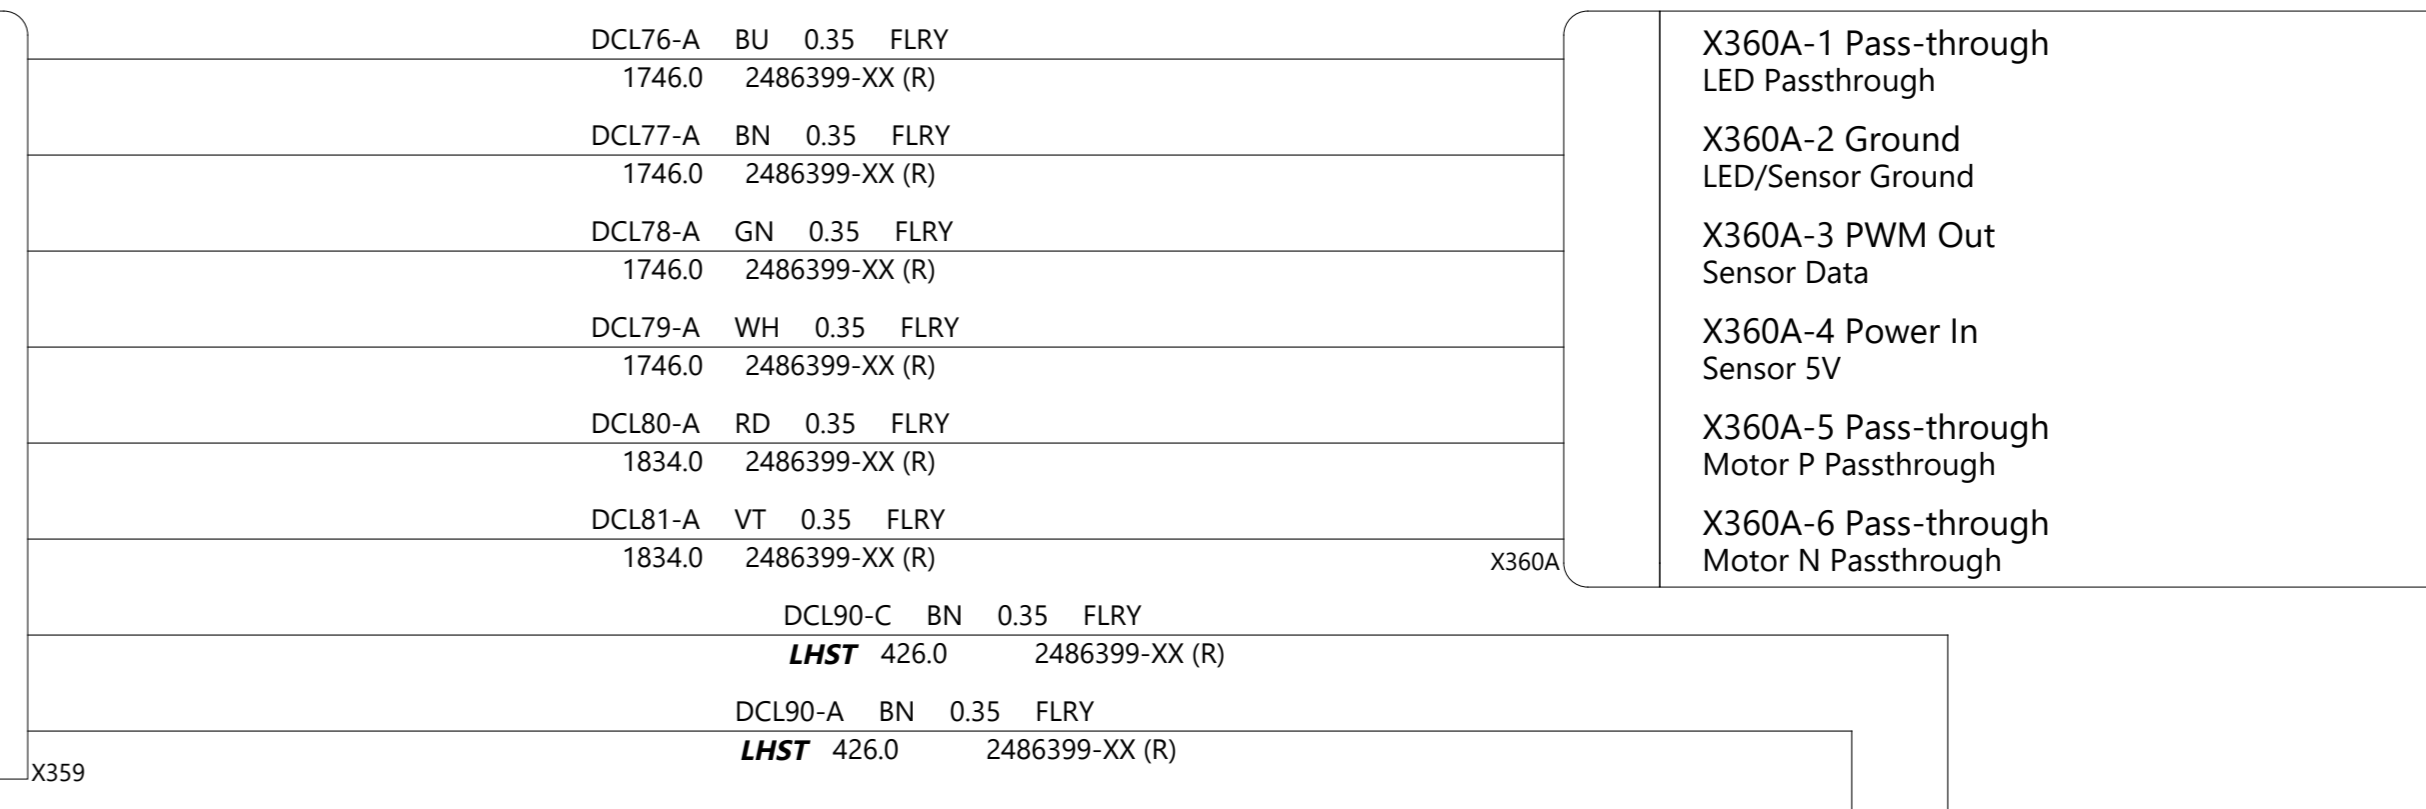 DCL76-A BU 0.35 FLRY
1746.0 2486399-XX (R)
DCL77-A BN 0.35 FLRY
1746.0 2486399-XX (R)
DCL78-A GN 0.35 FLRY
1746.0 2486399-XX (R)
DCL79-A WH 0.35 FLRY
1746.0 2486399-XX (R)
DCL80-A RD 0.35 FLRY
1834.0 2486399-XX (R)
DCL81-A VT 0.35 FLRY
1834.0 2486399-XX (R)
X360A
X360A-1 Pass-through
LED Passthrough
X360A-2 Ground
LED/Sensor Ground
X360A-3 PWM Out
Sensor Data
X360A-4 Power In
Sensor 5V
X360A-5 Pass-through
Motor P Passthrough
X360A-6 Pass-through
Motor N Passthrough
DCL90-C BN 0.35 FLRY
LHST 426.0 2486399-XX (R)
DCL90-A BN 0.35 FLRY
LHST 426.0 2486399-XX (R)
X359